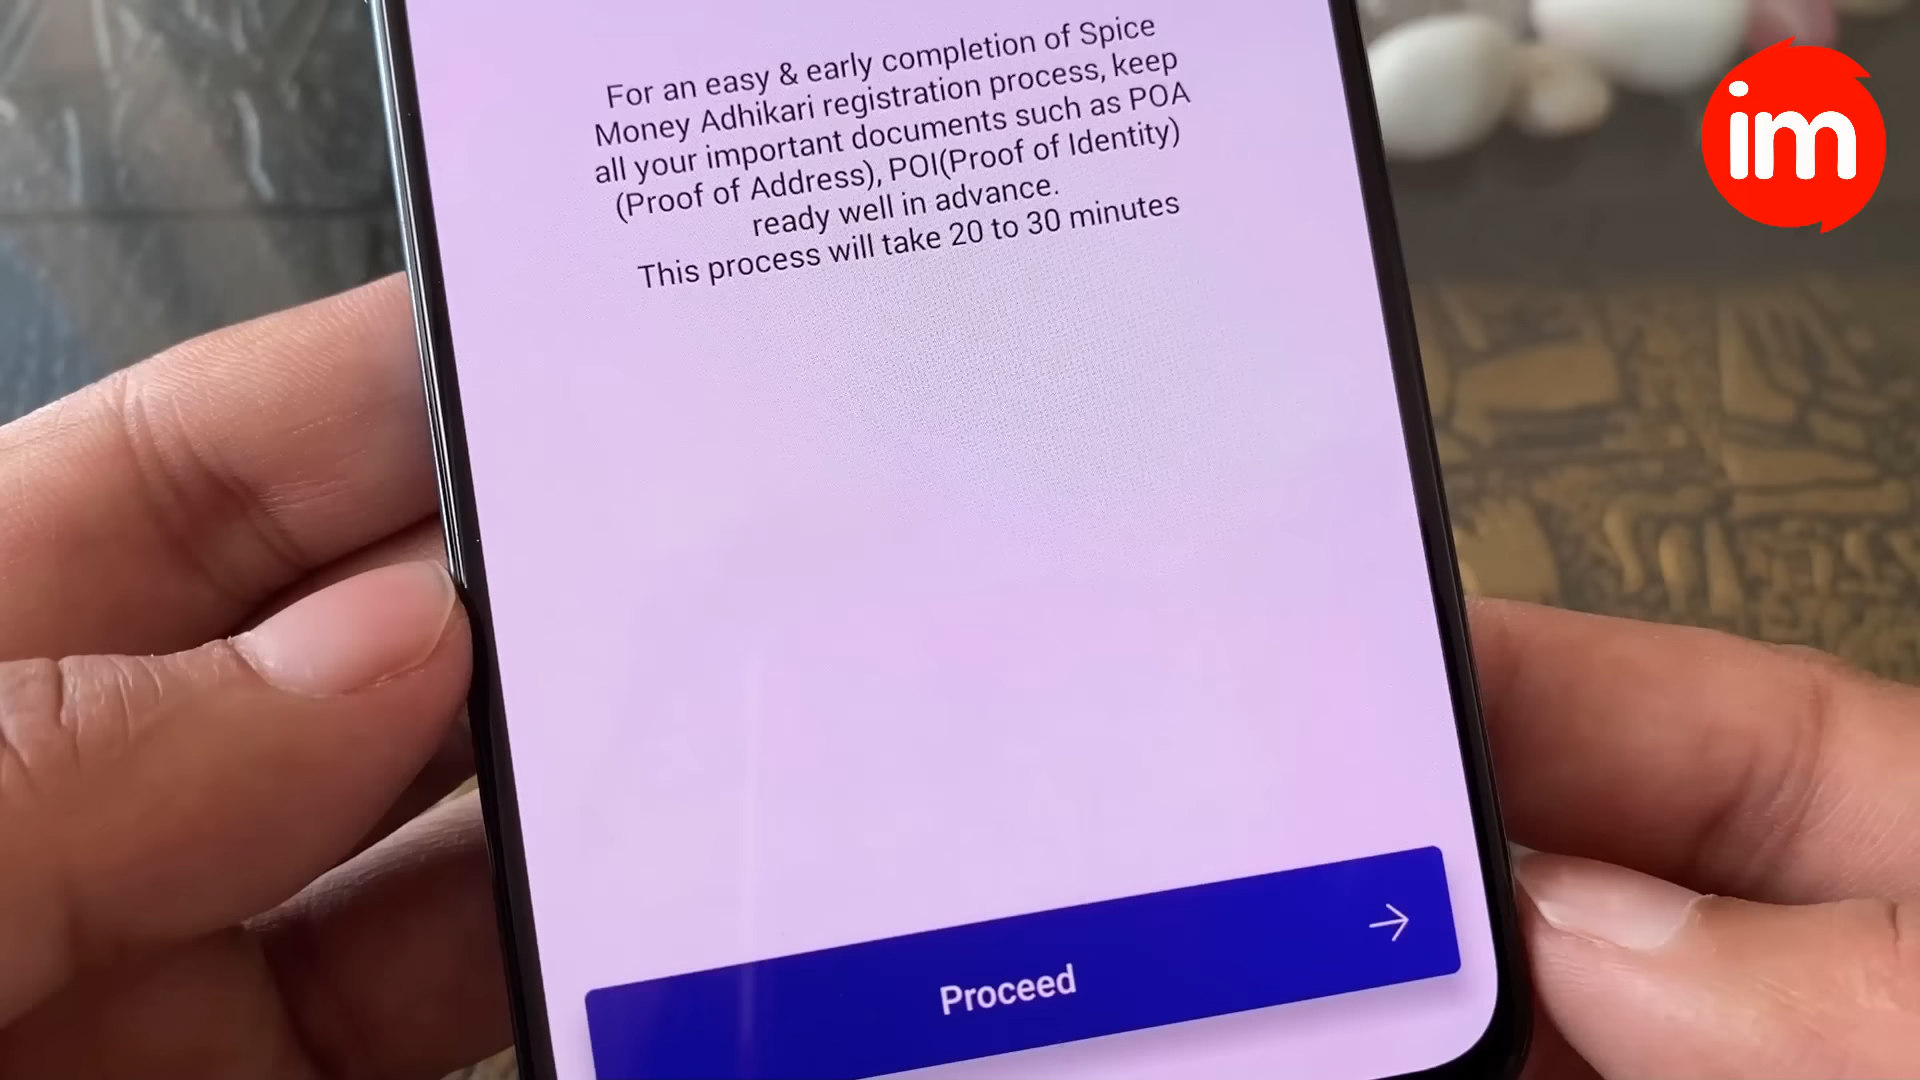 im
For an easy & early completion of Spice
Money Adhikari registration process, keep
all your important documents such as POA
(Proof of Address), POI(Proof of Identity)
ready well in advance.
This process will take 20 to 30 minutes
Proceed